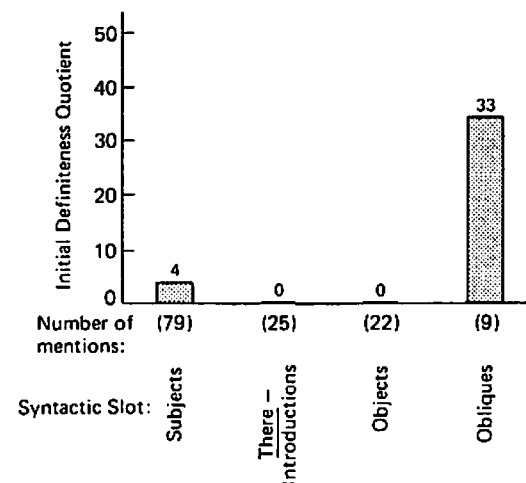 Initial Definiteness Quotient
50
40
30
20
10
0
4
0
0
33
Number of mentions:
(79) (25) (22) (9)
Syntactic Slot:
Subjects
There –
Introductions
Objects
Obliques